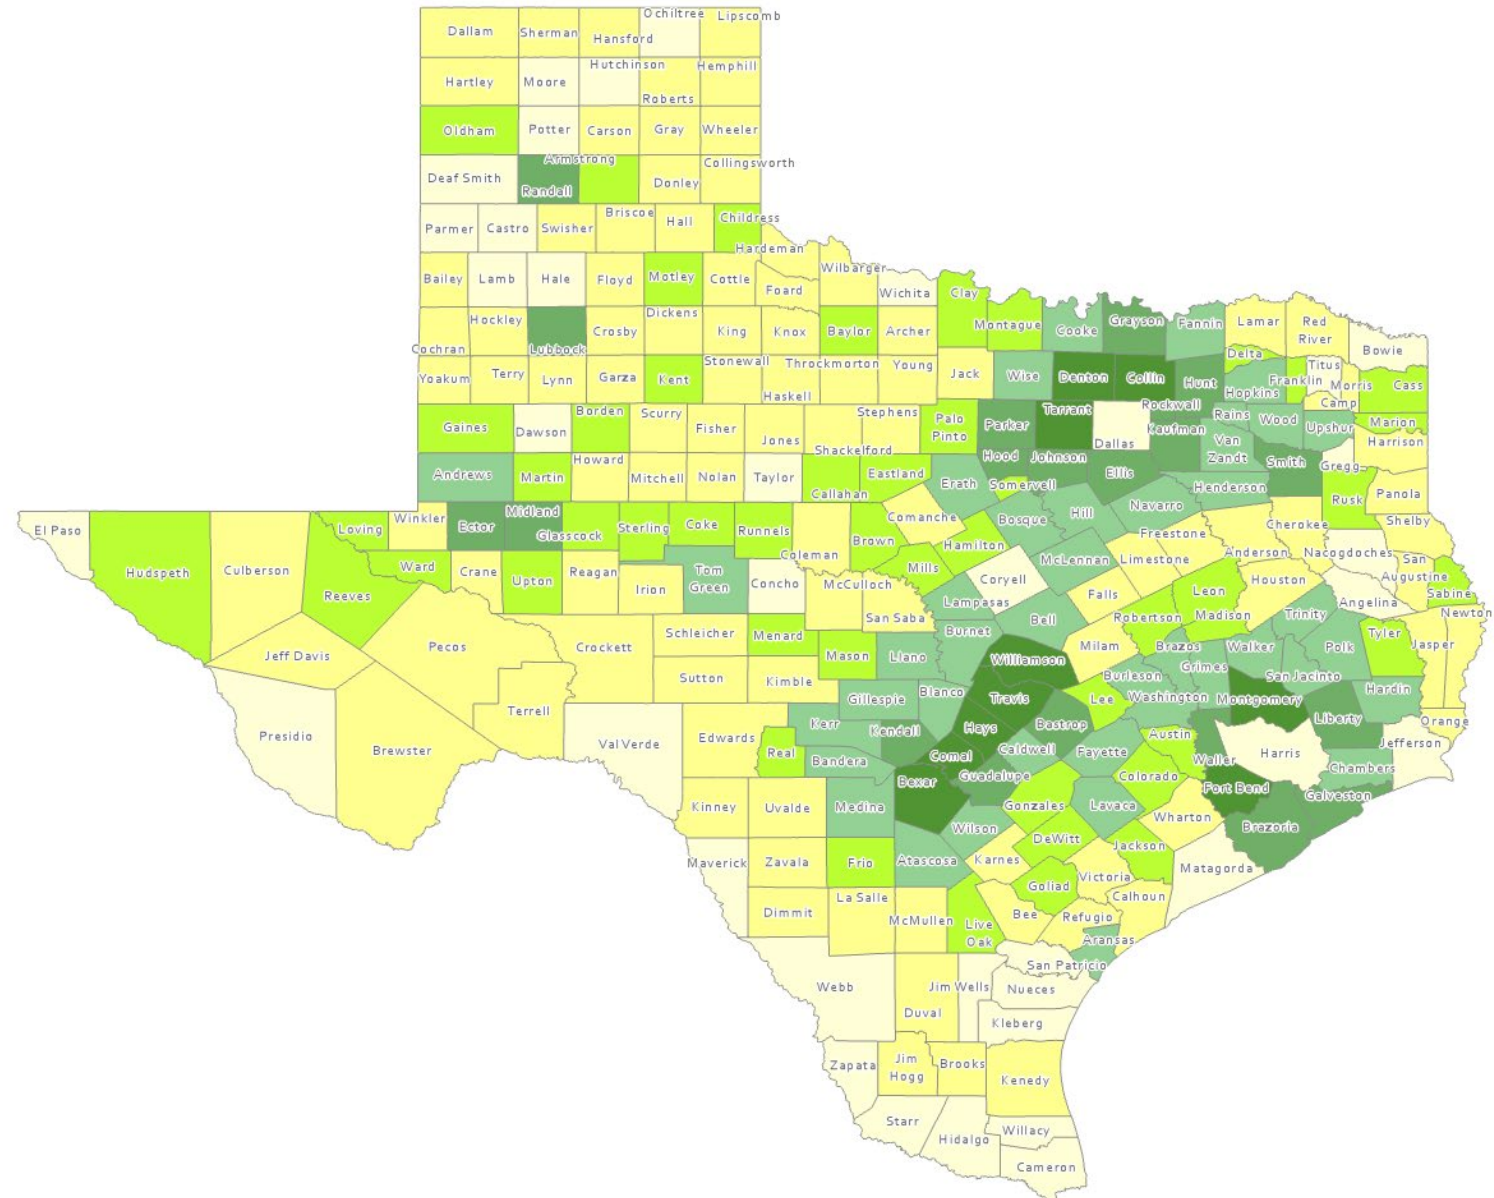 Ochiltree
Lipscomb
Dallam
Sherman
Hansford
Hutchinson
Hemphill
Hartley
Moore
Roberts
Oldham
Potter
Carson
Gray
Wheeler
Armstrong
Collingsworth
Deaf Smith
Randall
Donley
Parmer
Castro
Swisher
Briscoe
Hall
Childress
Hardeman
Bailey
Lamb
Hale
Floyd
Motley
Cottle
Foard
Wilbarger
Wichita
Clay
Montague
Cooke
Grayson
Fannin
Lamar
Red
River
Bowie
Cochran
Hockley
Lubbock
Crosby
Dickens
King
Knox
Baylor
Archer
Delta
Titus
Yoakum
Terry
Lynn
Garza
Kent
Stonewall
Haskell
Throckmorton
Young
Jack
Wise
Denton
Collin
Hunt
Hopkins
Franklin
Morris
Cass
Camp
Gaines
Dawson
Borden
Scurry
Fisher
Jones
Shackelford
Stephens
Palo
Pinto
Parker
Tarrant
Dallas
Rockwall
Kaufman
Rains
Wood
Upshur
Marion
Harrison
Van
Zandt
Andrews
Martin
Howard
Mitchell
Nolan
Taylor
Callahan
Eastland
Erath
Hood
Somervell
Johnson
Ellis
Henderson
Smith
Gregg
Rusk
Panola
El Paso
Hudspeth
Culberson
Loving
Winkler
Ector
Midland
Glasscock
Sterling
Coke
Runnels
Coleman
Brown
Comanche
Hamilton
Bosque
Hill
Navarro
Freestone
Anderson
Cherokee
Nacogdoches
Shelby
Reeves
Ward
Crane
Upton
Reagan
Irion
Tom
Green
Concho
McCulloch
San Saba
Mills
Lampasas
Coryell
McLennan
Limestone
Falls
Leon
Houston
San
Augustine
Sabine
Angelina
Newton
Jeff Davis
Pecos
Crockett
Schleicher
Menard
Mason
Llano
Burnet
Bell
Williamson
Milam
Robertson
Madison
Brazos
Grimes
Walker
Trinity
Polk
Tyler
Jasper
Presidio
Brewster
Terrell
Sutton
Kimble
Gillespie
Blanco
Travis
Lee
Burleson
Washington
Montgomery
San Jacinto
Liberty
Hardin
Orange
Val Verde
Edwards
Real
Kerr
Kendall
Hays
Bastrop
Caldwell
Fayette
Austin
Waller
Harris
Jefferson
Chambers
Bandera
Comal
Guadalupe
Bexar
Colorado
Fort Bend
Galveston
Kinney
Uvalde
Medina
Gonzales
Lavaca
Wharton
Brazoria
Wilson
DeWitt
Jackson
Matagorda
Maverick
Zavala
Frio
Atascosa
Karnes
Goliad
Victoria
Calhoun
Dimmit
La Salle
McMullen
Live
Oak
Bee
Refugio
Aransas
San Patricio
Webb
Duval
Jim Wells
Nueces
Kleberg
Zapata
Jim
Hogg
Brooks
Kenedy
Starr
Hidalgo
Willacy
Cameron